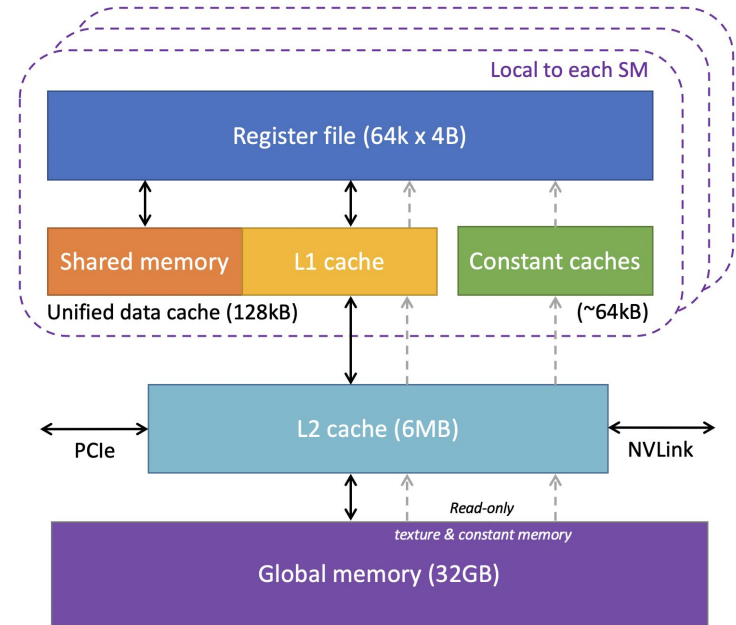 Local to each SM
Register file (64k x 4B)
Shared memory
L1 cache
Constant caches
Unified data cache (128kB)
(~64kB)
L2 cache (6MB)
PCIe
NVLink
Read-only
texture & constant memory
Global memory (32GB)